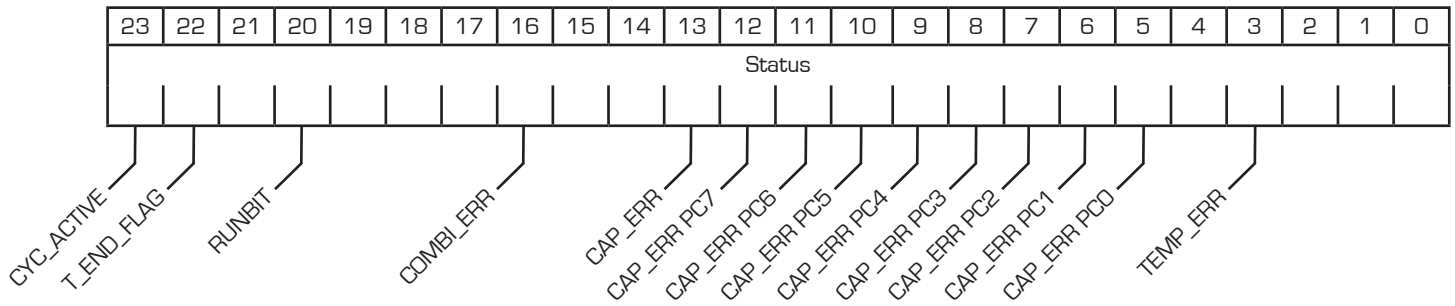 23 22 21 20 19 18 17 16 15 14 13 12 11 10 9 8 7 6 5 4 3 2 1 0
Status
CYC_ACTIVE
T_END_FLAG
RUNBIT
COMBI_ERR
CAP_ERR
CAP_ERR PC7
CAP_ERR PC6
CAP_ERR PC5
CAP_ERR PC4
CAP_ERR PC3
CAP_ERR PC2
CAP_ERR PC1
CAP_ERR PC0
TEMP_ERR